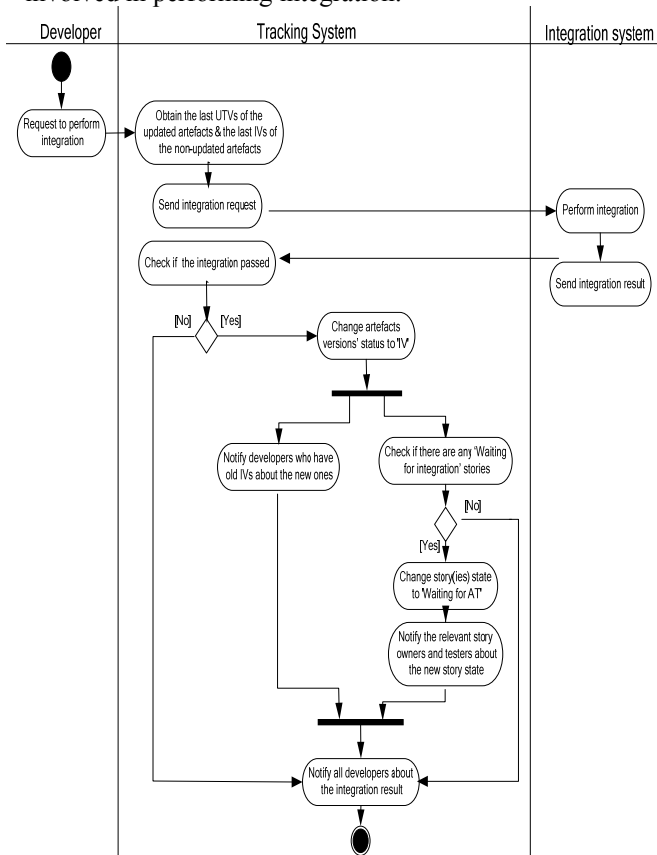 involved in performing integration.
Developer
Tracking System
Integration system
Request to perform
integration
Obtain the last UTVs of the
updated artefacts & the last IVs of
the non-updated artefacts
Send integration request
Perform integration
Check if the integration passed
Send integration result
[No]
[Yes]
Change artefacts
versions' status to 'IV'
Notify developers who have
old IVs about the new ones
Check if there are any 'Waiting
for integration' stories
[No]
[Yes]
Change story(ies) state
to 'Waiting for AT'
Notify the relevant story
owners and testers about
the new story state
Notify all developers about
the integration result